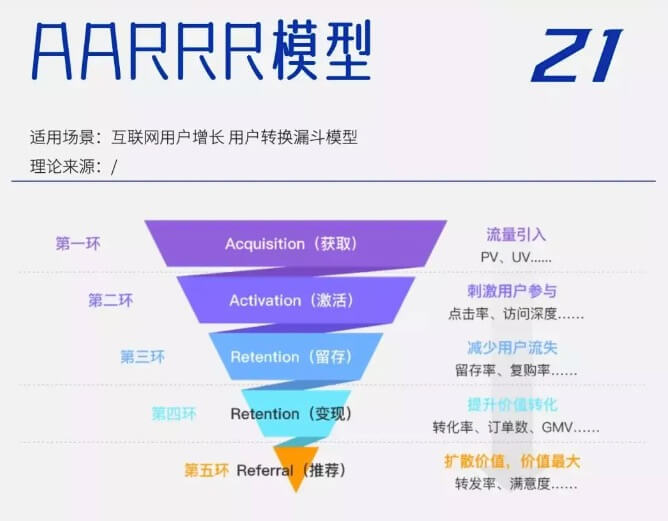 AARRR模型 21
适用场景：互联网用户增长 用户转换漏斗模型
理论来源：/
第一环 Acquisition（获取） 流量引入
PV、UV......
第二环 Activation（激活） 刺激用户参与
点击率、访问深度……
第三环 Retention（留存） 减少用户流失
留存率、复购率……
第四环 Retention（变现） 提升价值转化
转化率、订单数、GMV……
第五环 Referral（推荐） 扩散价值，价值最大
转发率、满意度……